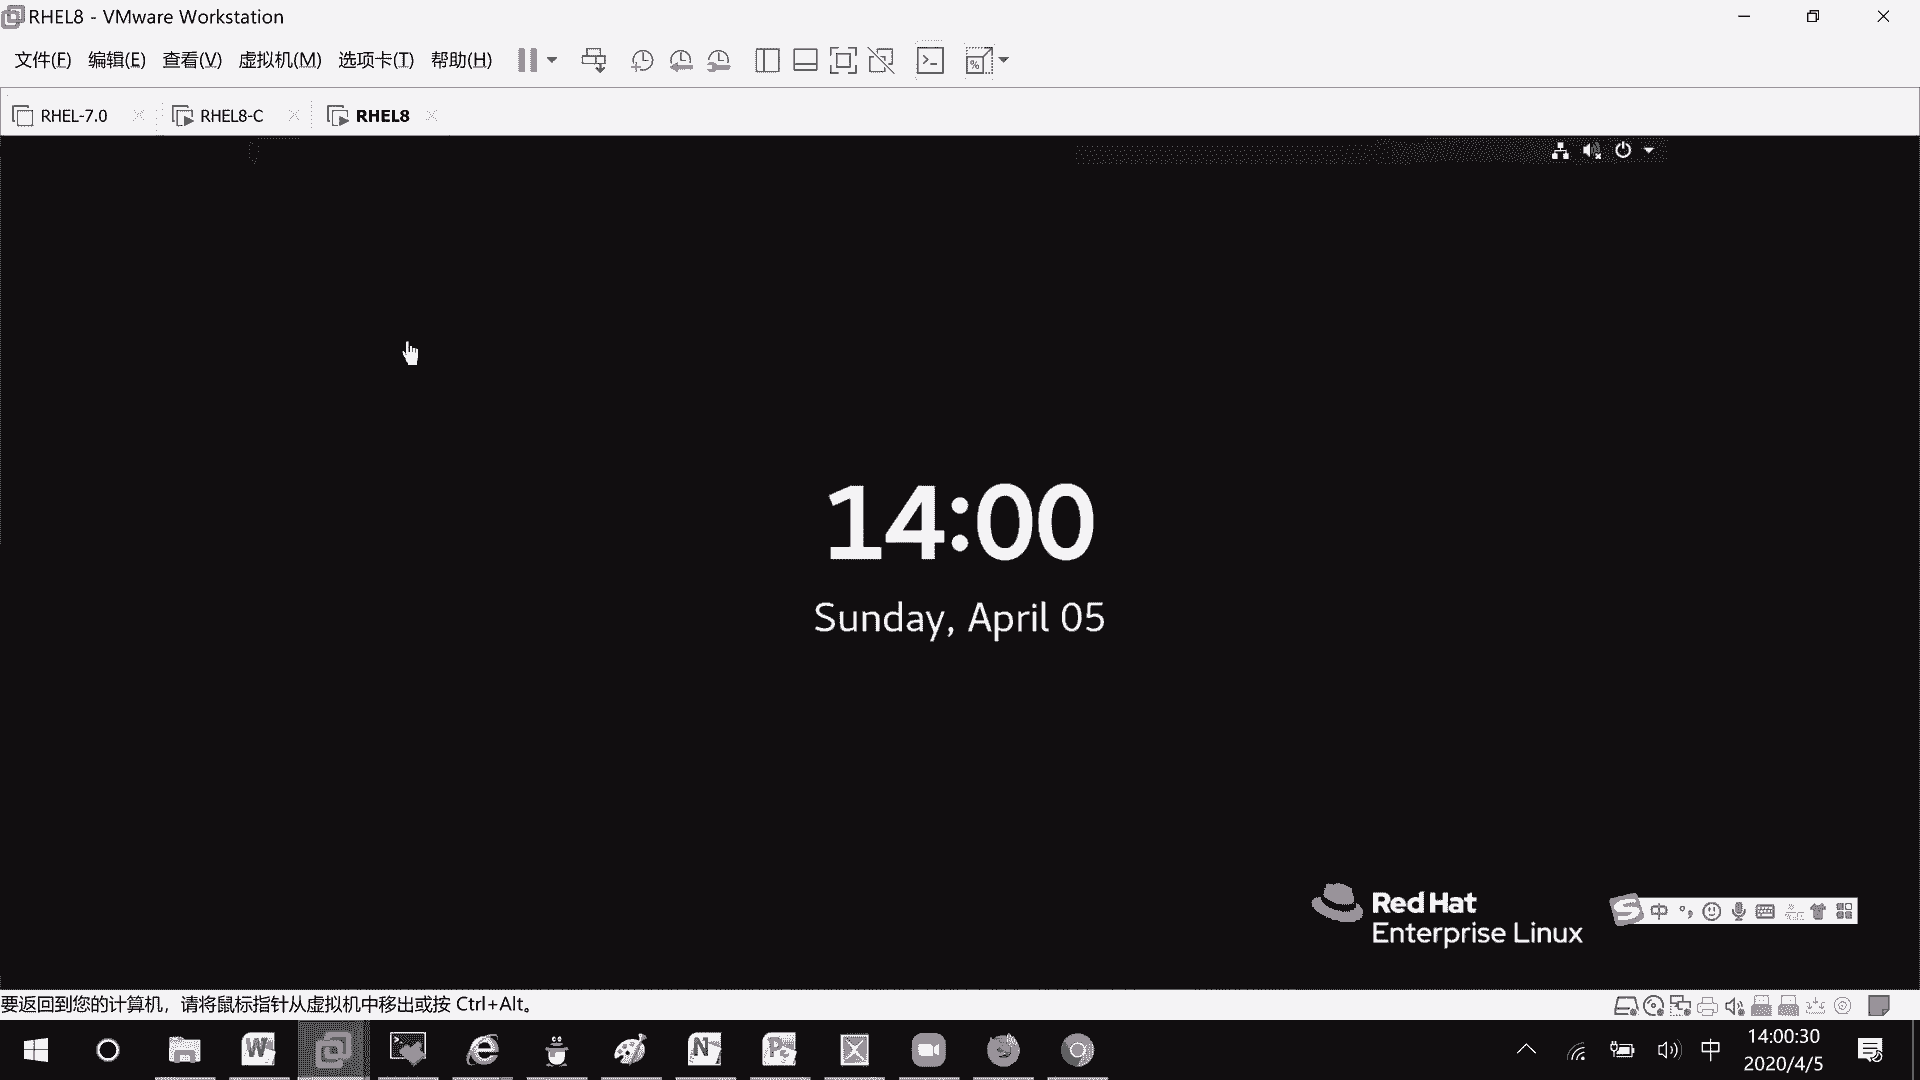 RHEL8 - VMware Workstation
文件(F) 编辑(E) 查看(V) 虚拟机(M) 选项卡(T) 帮助(H)
RHEL-7.0 RHEL8-C RHEL8
14:00
Sunday, April 05
Red Hat
Enterprise Linux
中
要返回到您的计算机，请将鼠标指针从虚拟机中移出或按 Ctrl+Alt。
中
14:00:30
2020/4/5